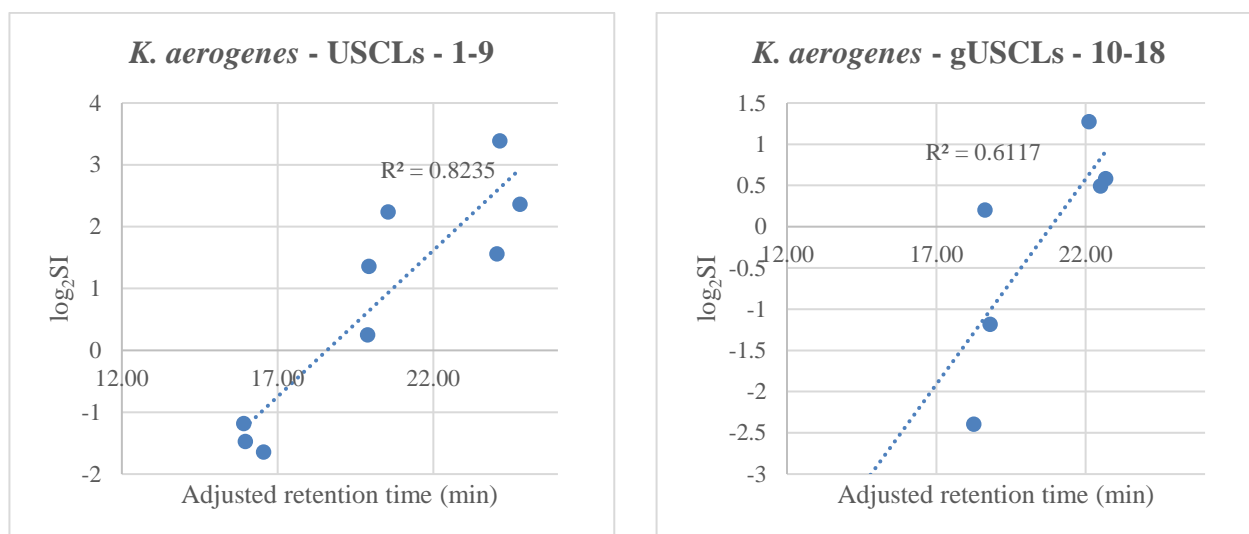 K. aerogenes - USCLs - 1-9
4
3
2
1
0
-1
-2
12.00
17.00
22.00
R² = 0.8235
log₂SI
Adjusted retention time (min)
K. aerogenes - gUSCLs - 10-18
1.5
1
0.5
0
-0.5
-1
-1.5
-2
-2.5
-3
12.00
17.00
22.00
R² = 0.6117
log₂SI
Adjusted retention time (min)